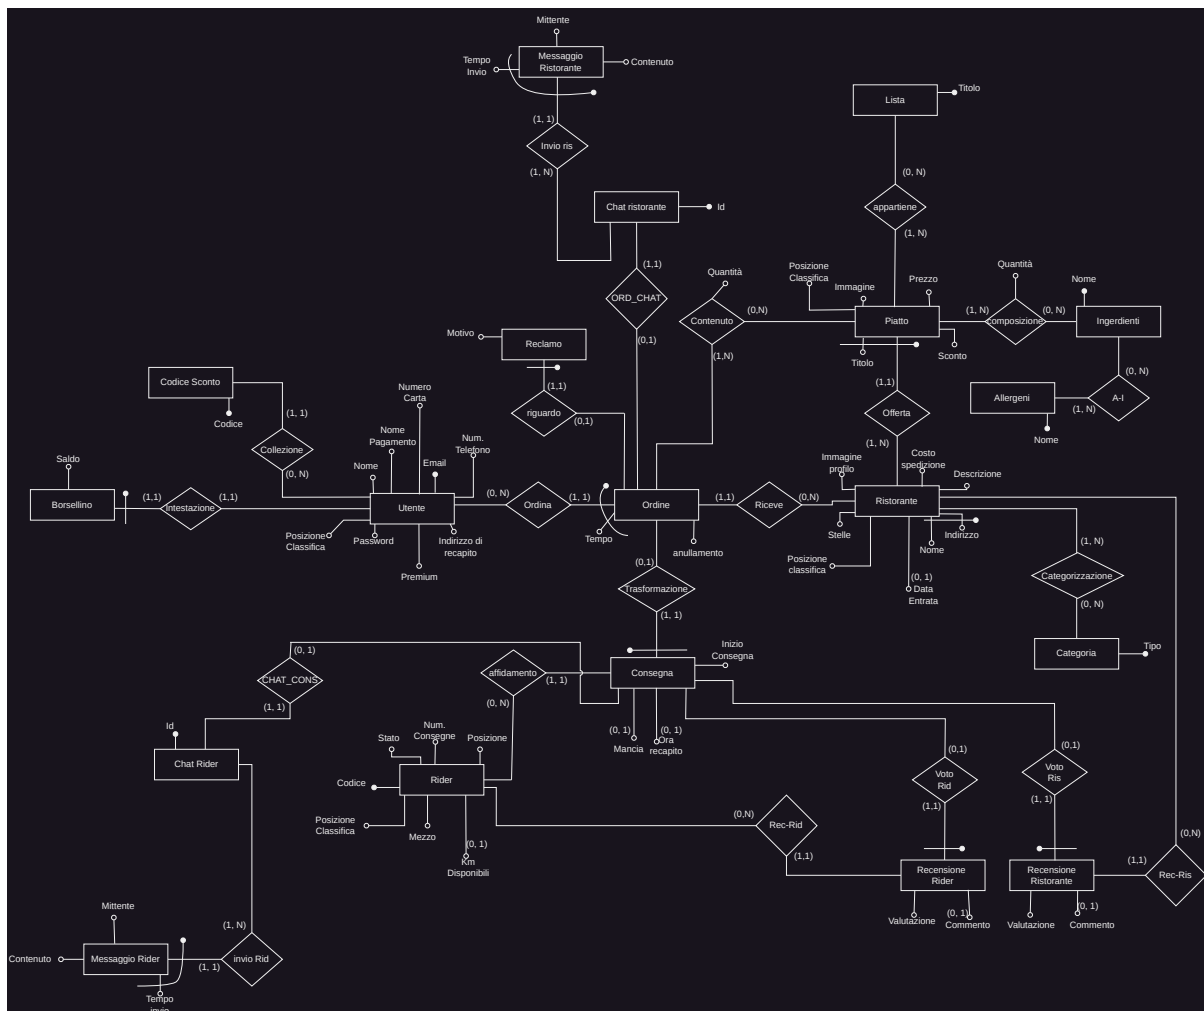 Mittente
Messaggio
Ristorante
Tempo
Invio
Contenuto
(1, 1)
Invio ris
(1, N)
Lista
Titolo
(0, N)
appartiene
(1, N)
Chat ristorante
Id
(1,1)
ORD_CHAT
(0,1)
Quantità
Contenuto
(0,N)
(1,N)
Posizione
Classifica
Immagine
Prezzo
Piatto
Titolo
Sconto
Quantità
(1, N)
composizione
(0, N)
Nome
Ingerdienti
(0, N)
A-I
(1, N)
Allergeni
Nome
Motivo
Reclamo
(1,1)
riguardo
(0,1)
(1,1)
Offerta
(1, N)
Codice Sconto
Codice
(1, 1)
Collezione
(0, N)
Numero
Carta
Nome
Pagamento
Nome
Email
Num.
Telefono
Saldo
Borsellino
(1,1)
Intestazione
(1,1)
Utente
Posizione
Classifica
Password
Premium
Indirizzo di
recapito
(0, N)
Ordina
(1, 1)
Ordine
Tempo
anullamento
(1,1)
Riceve
(0,N)
Immagine
profilo
Costo
spedizione
Descrizione
Ristorante
Stelle
Nome
Indirizzo
Posizione
classifica
(0, 1)
Data
Entrata
(1, N)
Categorizzazione
(0, N)
Categoria
Tipo
(0,1)
Trasformazione
(1, 1)
Inizio
Consegna
Consegna
(0, 1)
Mancia
(0, 1)
Ora
recapito
(0, 1)
CHAT_CONS
(1, 1)
affidamento
(1, 1)
(0, N)
Id
Chat Rider
Stato
Num.
Consegne
Posizione
Codice
Rider
Posizione
Classifica
Mezzo
(0, 1)
Km
Disponibili
(0,N)
Rec-Rid
(1,1)
(0,1)
Voto
Rid
(1,1)
(0,1)
Voto
Ris
(1, 1)
Recensione
Rider
Valutazione
(0, 1)
Commento
Recensione
Ristorante
Valutazione
(0,1)
Commento
(0,N)
(1,1)
Rec-Ris
Mittente
Contenuto
Messaggio Rider
(1, 1)
(1, N)
invio Rid
Tempo
invio